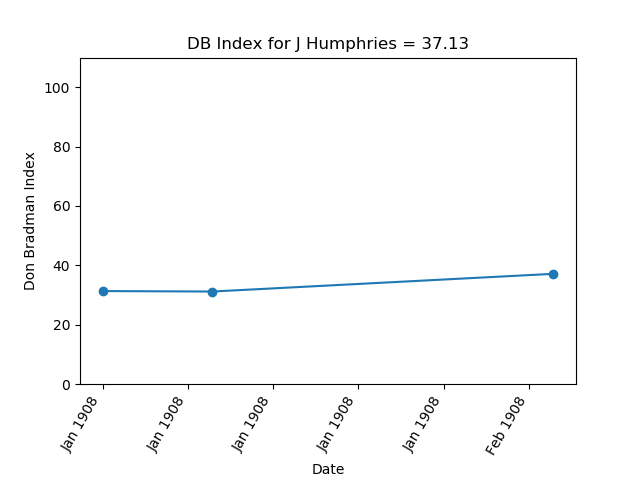 DB Index for J Humphries = 37.13
100
80
60
40
20
0
Don Bradman Index
Jan 1908
Jan 1908
Jan 1908
Jan 1908
Jan 1908
Feb 1908
Date